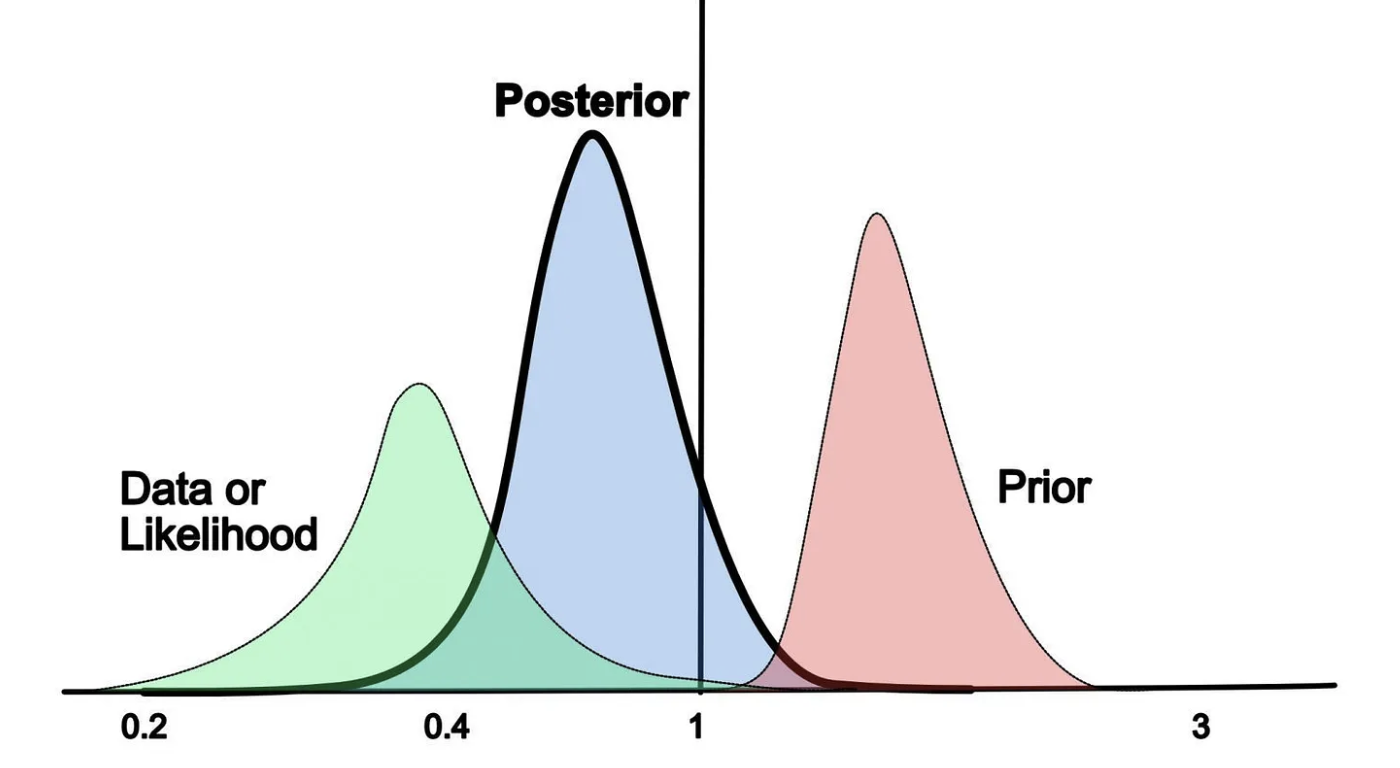 Posterior
Data or
Likelihood
Prior
0.2
0.4
1
3